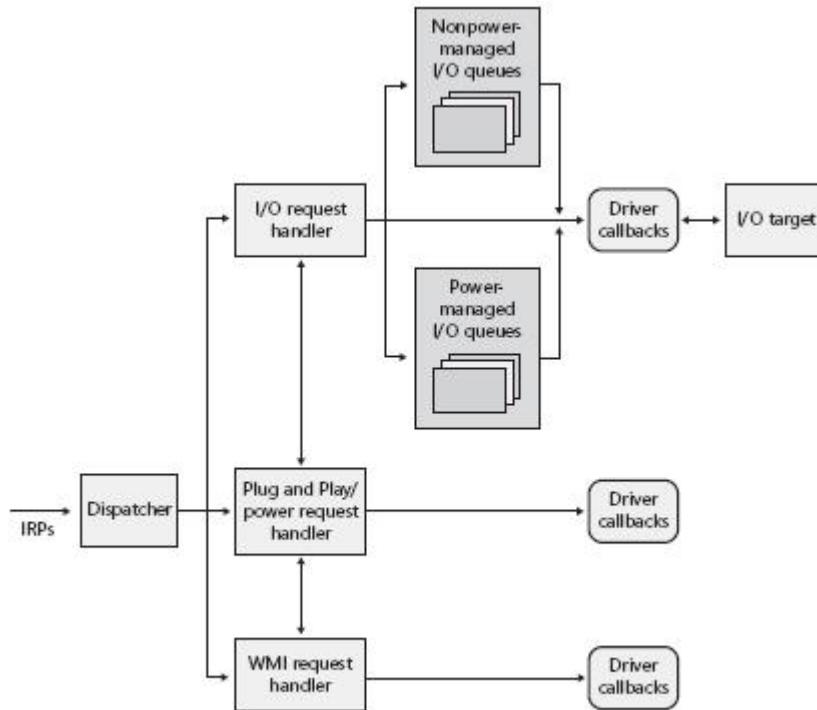 Nonpower-
managed
I/O queues
I/O request
handler
Driver
callbacks
I/O target
Power-
managed
I/O queues
IRPs
Dispatcher
Plug and Play/
power request
handler
Driver
callbacks
WMI request
handler
Driver
callbacks